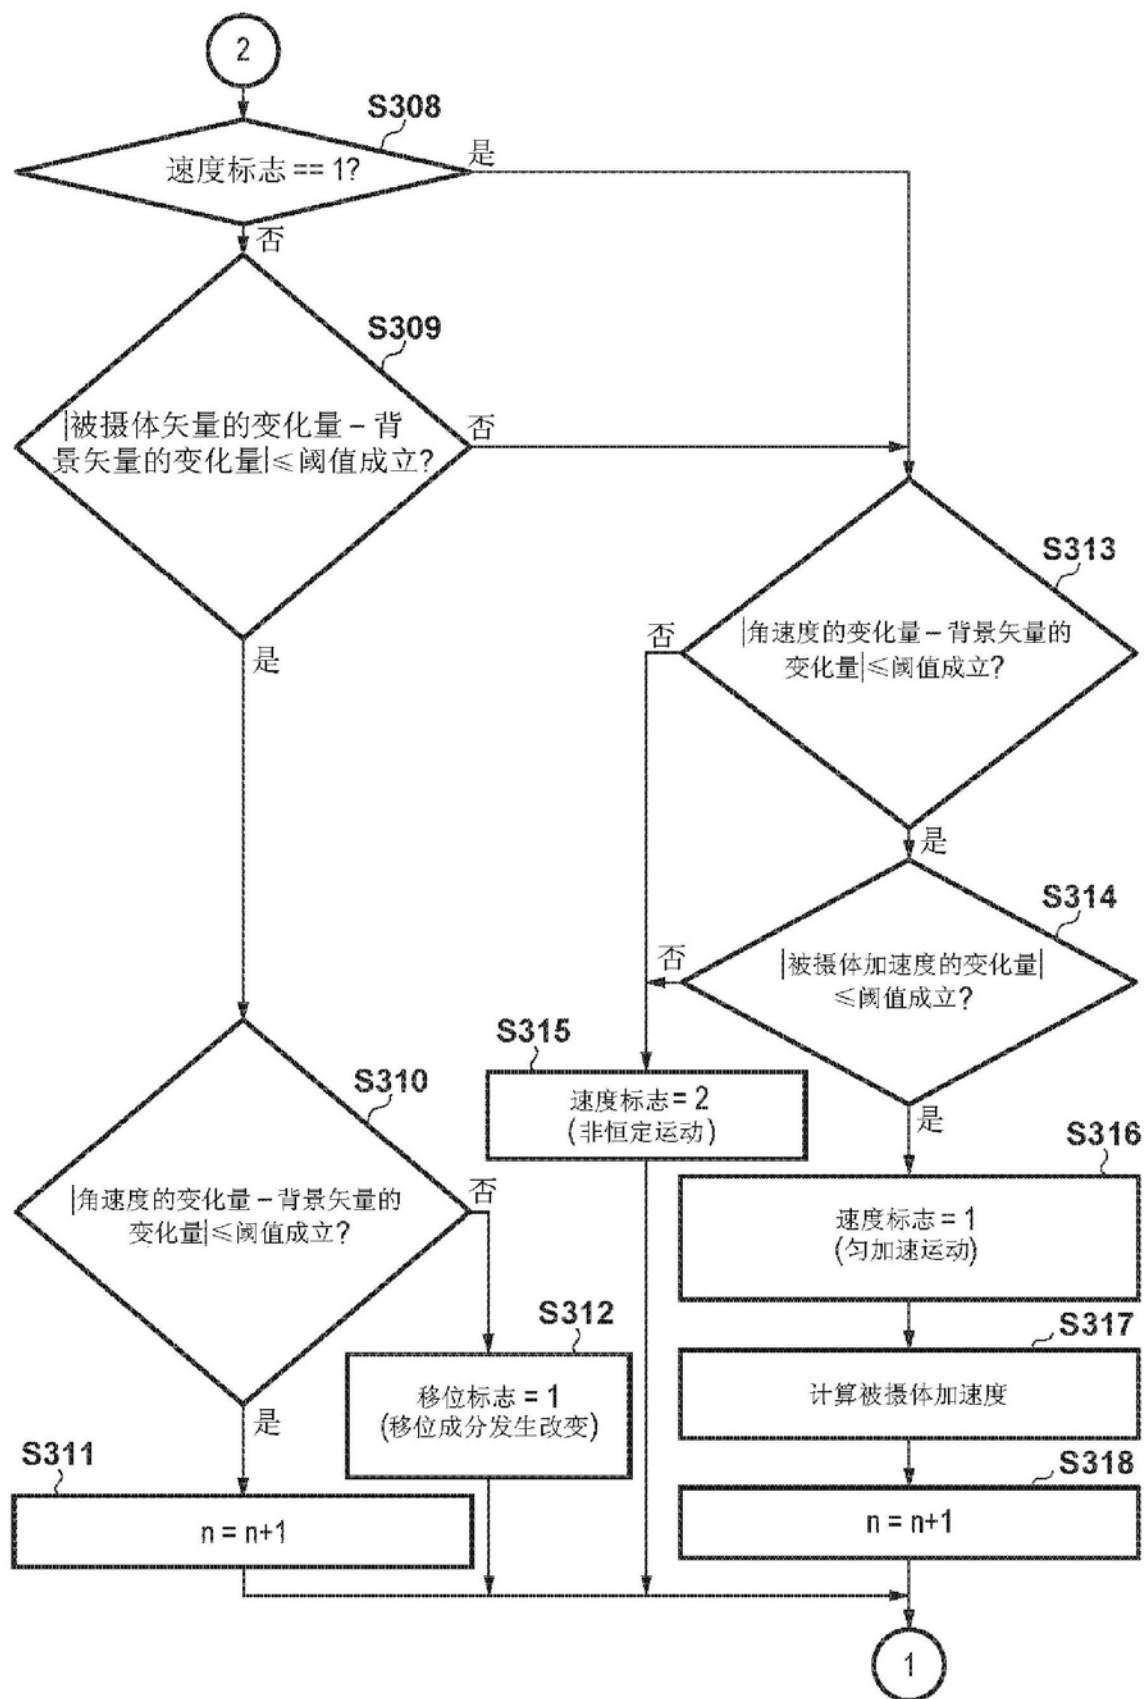 2
S308
速度标志 == 1?
是
否
S309
|被摄体矢量的变化量 – 背
景矢量的变化量| ≤ 阈值成立?
否
是
S313
|角速度的变化量 – 背景矢量的
变化量| ≤ 阈值成立?
否
是
S314
|被摄体加速度的变化量|
≤阈值成立?
否
是
S315
速度标志 = 2
(非恒定运动)
S310
|角速度的变化量 – 背景矢量的
变化量| ≤ 阈值成立?
否
是
S316
速度标志 = 1
(匀加速运动)
S312
移位标志 = 1
(移位成分发生改变)
S317
计算被摄体加速度
S311
n = n+1
S318
n = n+1
1